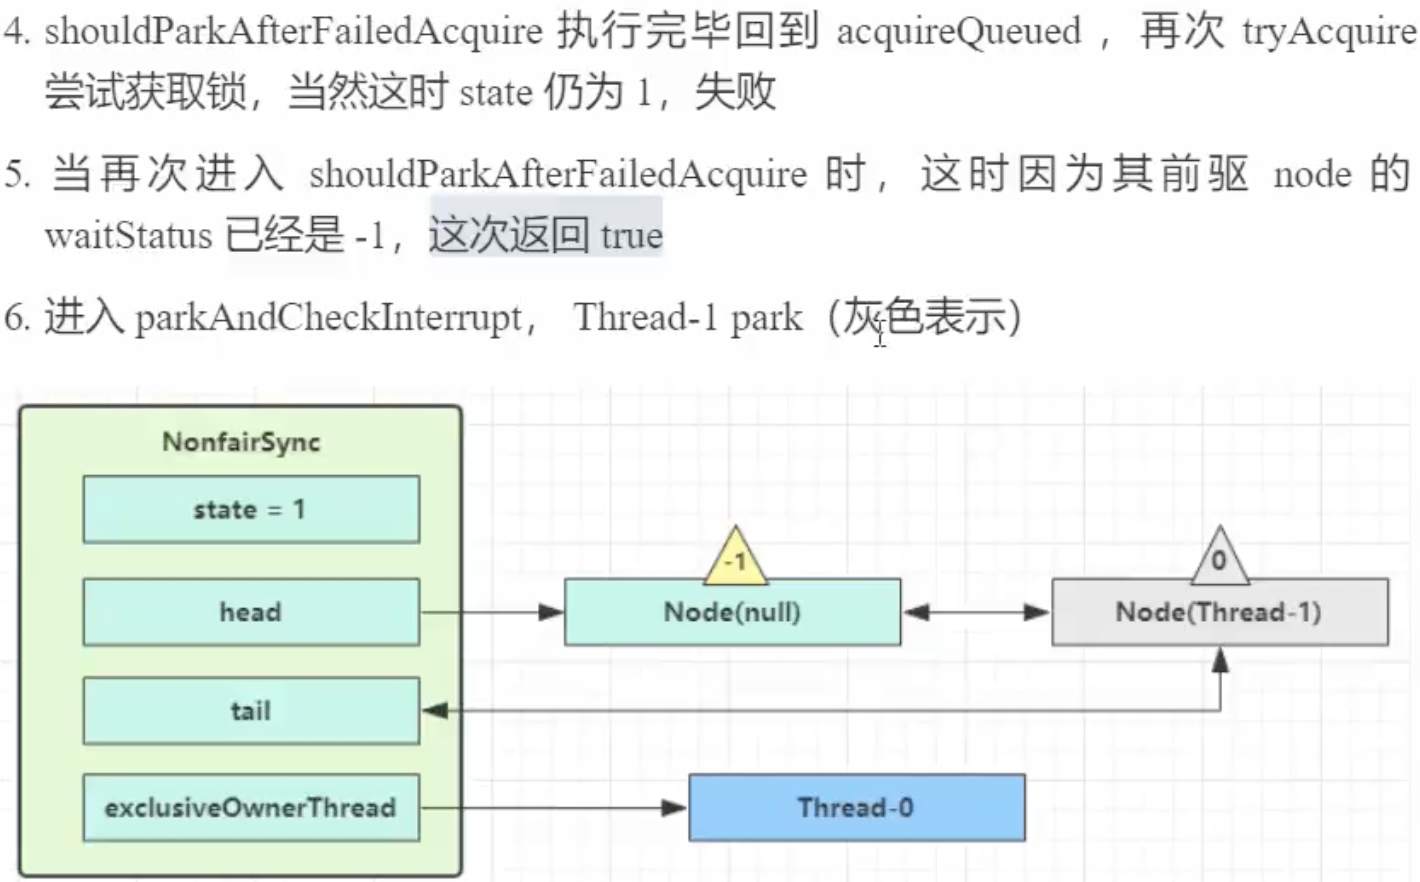 4. shouldParkAfterFailedAcquire 执行完毕回到 acquireQueued ，再次 tryAcquire
尝试获取锁，当然这时 state 仍为 1，失败
5. 当再次进入 shouldParkAfterFailedAcquire 时，这时因为其前驱 node 的
waitStatus 已经是 -1，这次返回 true
6. 进入 parkAndCheckInterrupt， Thread-1 park（灰色表示）
NonfairSync
state = 1
-1
0
head
Node(null)
Node(Thread-1)
tail
exclusiveOwnerThread
Thread-0